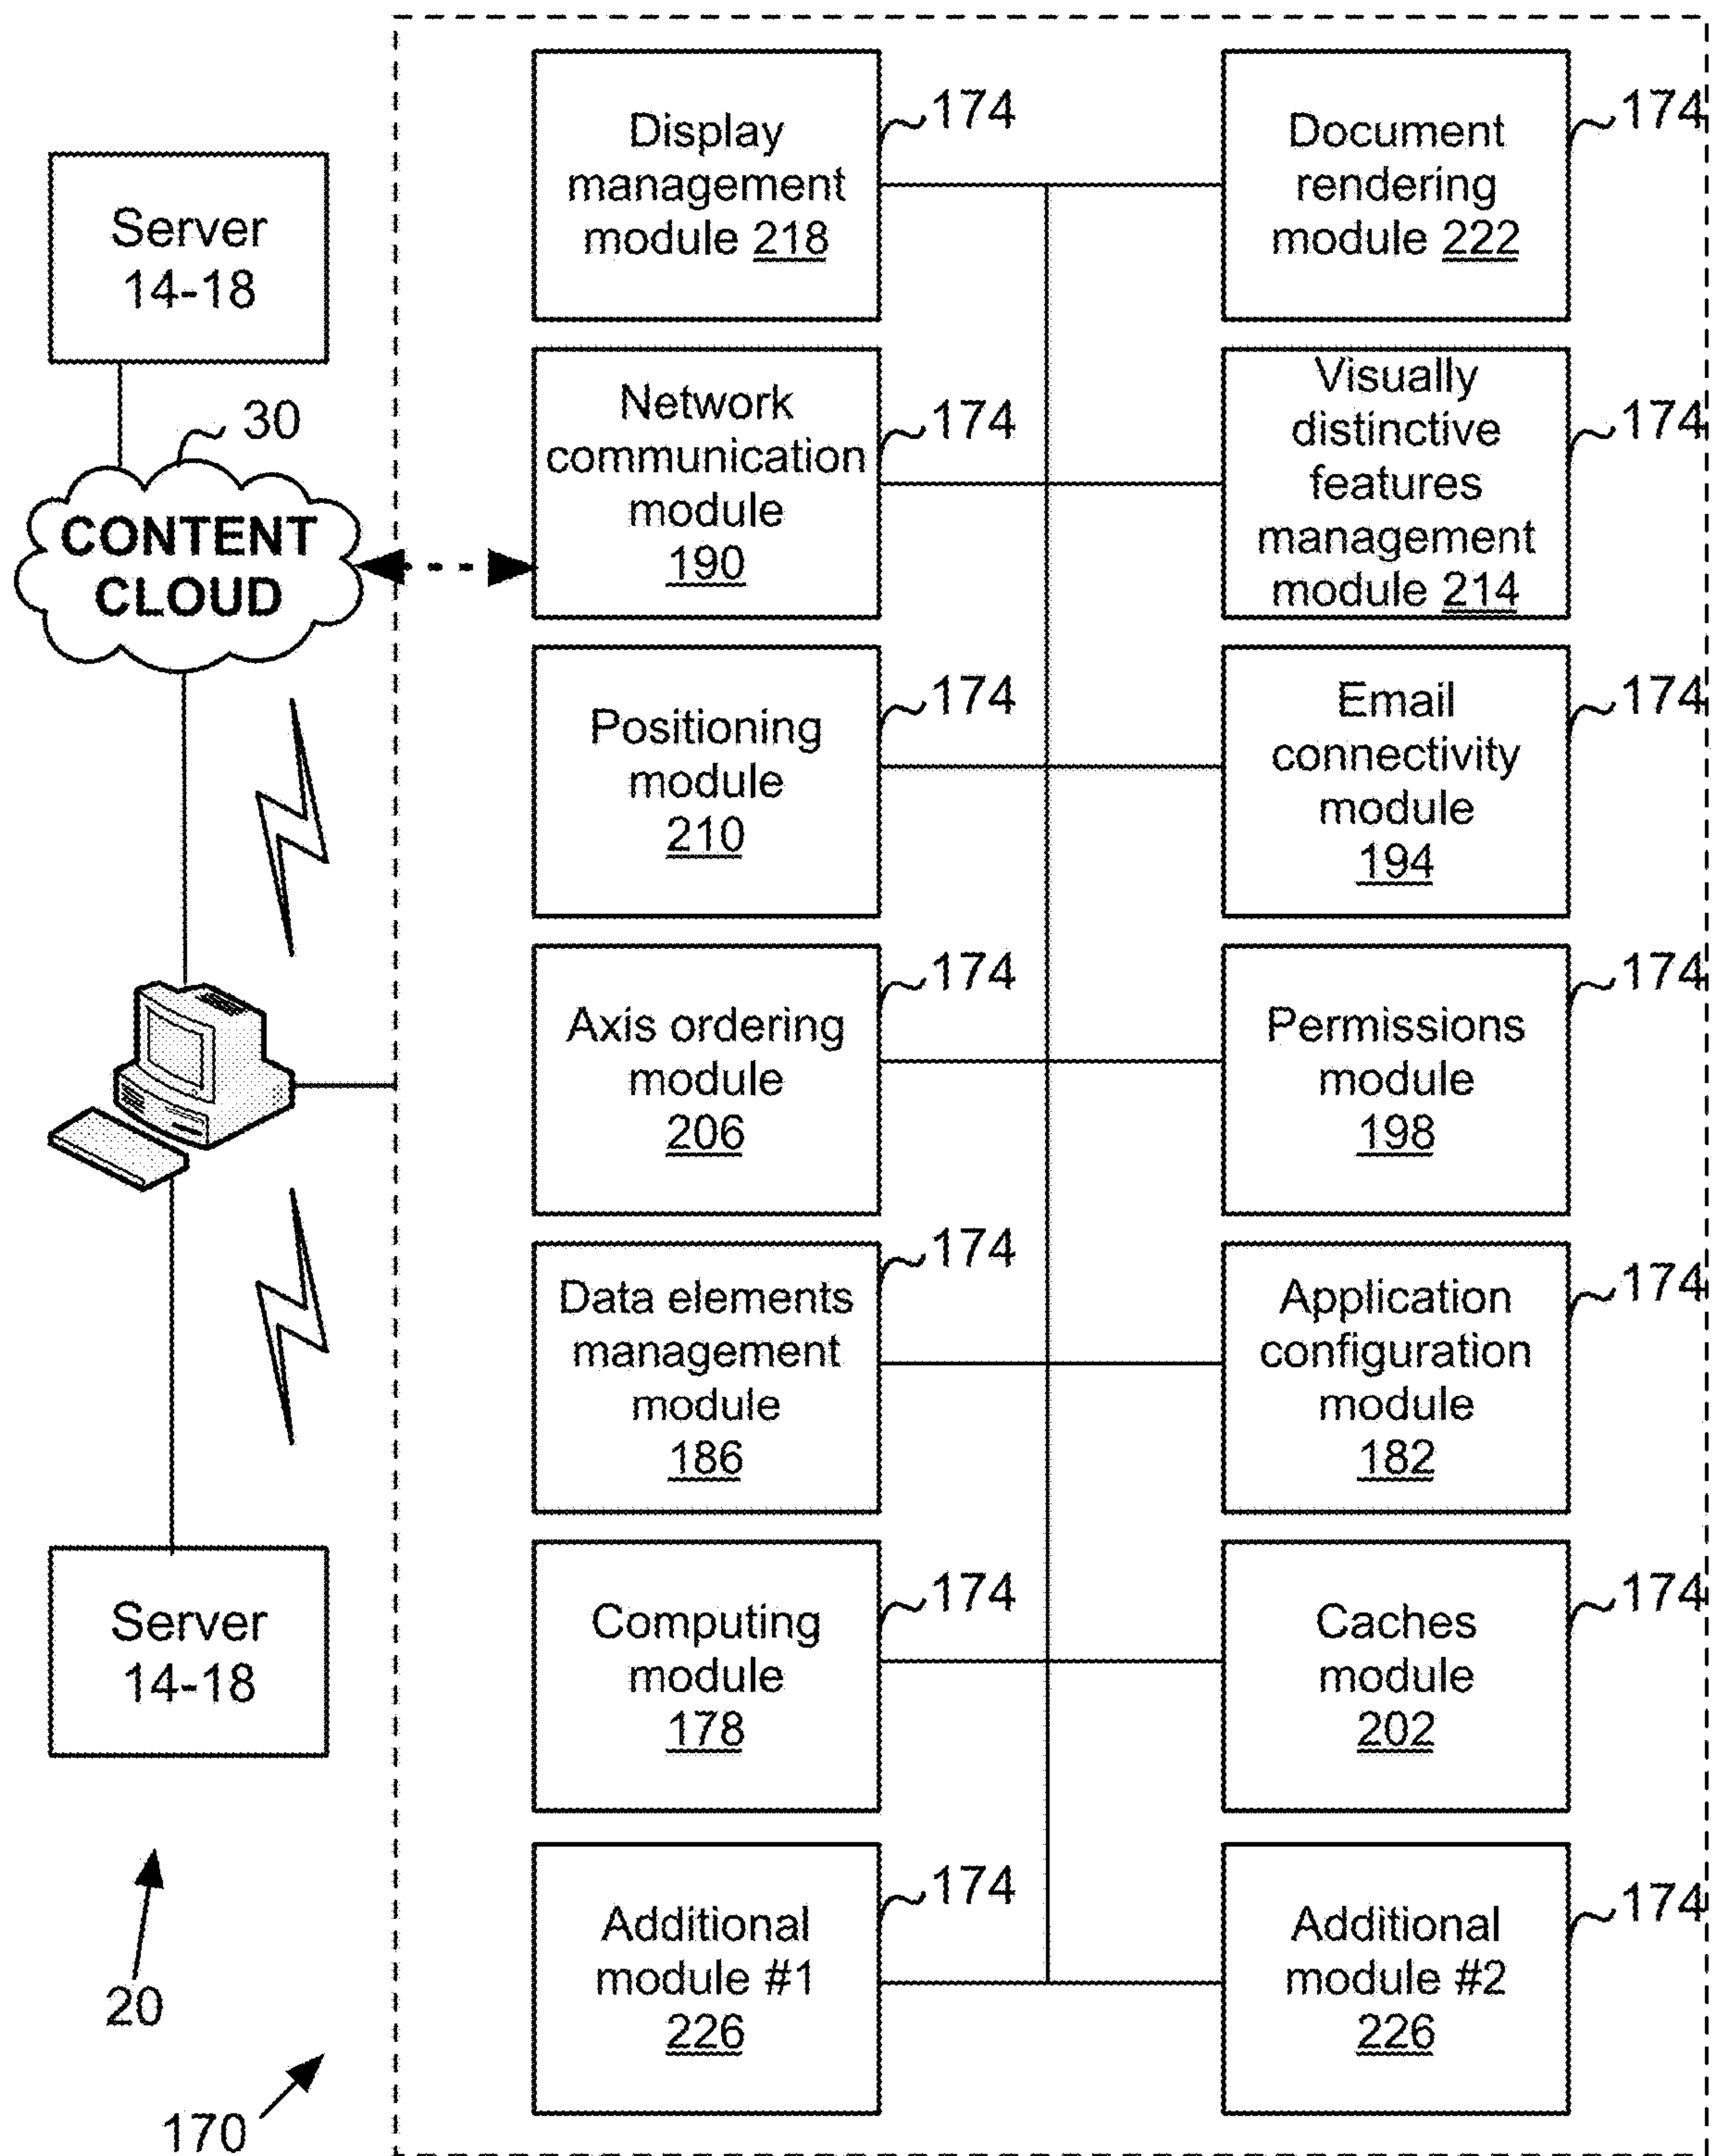 Server
14-18
30
CONTENT
CLOUD
Server
14-18
20
170
Display
management
module 218
174
Document
rendering
module 222
174
Network
communication
module
190
174
Visually
distinctive
features
management
module 214
174
Positioning
module
210
174
Email
connectivity
module
194
174
Axis ordering
module
206
174
Permissions
module
198
174
Data elements
management
module
186
174
Application
configuration
module
182
174
Computing
module
178
174
Caches
module
202
174
Additional
module #1
226
174
Additional
module #2
226
174